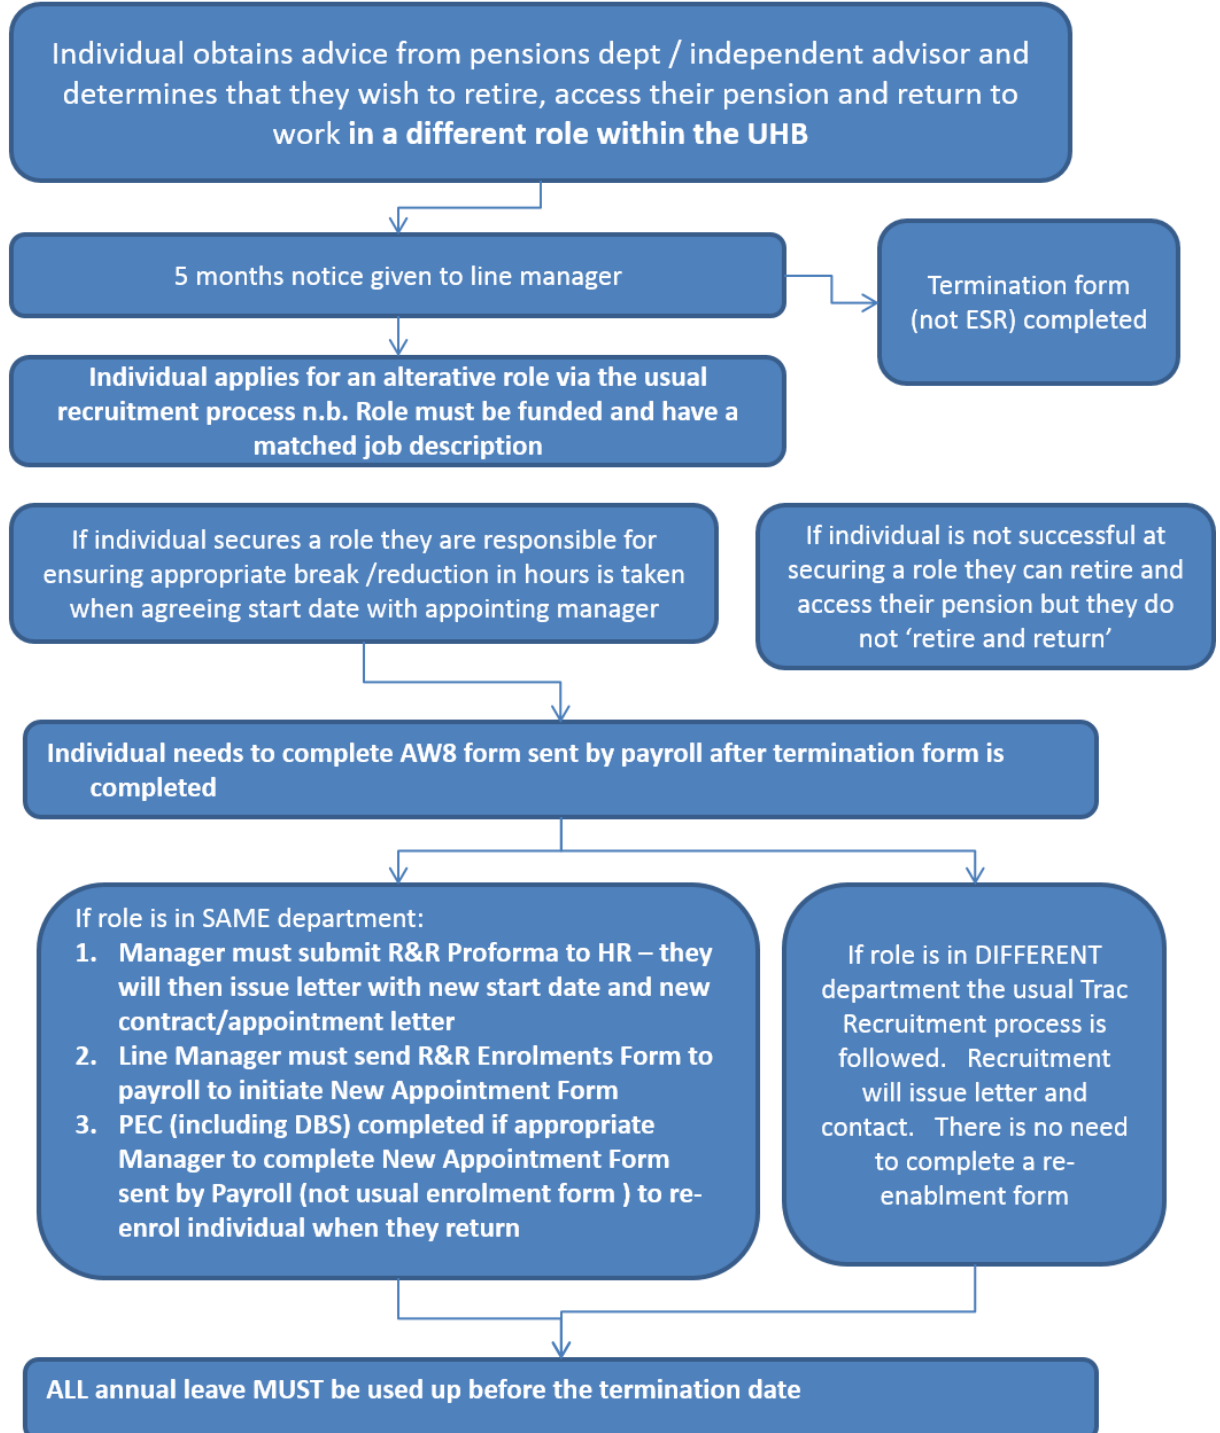 Individual obtains advice from pensions dept / independent advisor and
determines that they wish to retire, access their pension and return to
work in a different role within the UHB
5 months notice given to line manager
Termination form
(not ESR) completed
Individual applies for an alterative role via the usual
recruitment process n.b. Role must be funded and have a
matched job description
If individual secures a role they are responsible for
ensuring appropriate break /reduction in hours is taken
when agreeing start date with appointing manager
If individual is not successful at
securing a role they can retire and
access their pension but they do
not ‘retire and return’
Individual needs to complete AW8 form sent by payroll after termination form is
completed
If role is in SAME department:
1. Manager must submit R&R Proforma to HR – they
will then issue letter with new start date and new
contract/appointment letter
2. Line Manager must send R&R Enrolments Form to
payroll to initiate New Appointment Form
3. PEC (including DBS) completed if appropriate
Manager to complete New Appointment Form
sent by Payroll (not usual enrolment form ) to re-
enrol individual when they return
If role is in DIFFERENT
department the usual Trac
Recruitment process is
followed. Recruitment
will issue letter and
contact. There is no need
to complete a re-
enablment form
ALL annual leave MUST be used up before the termination date